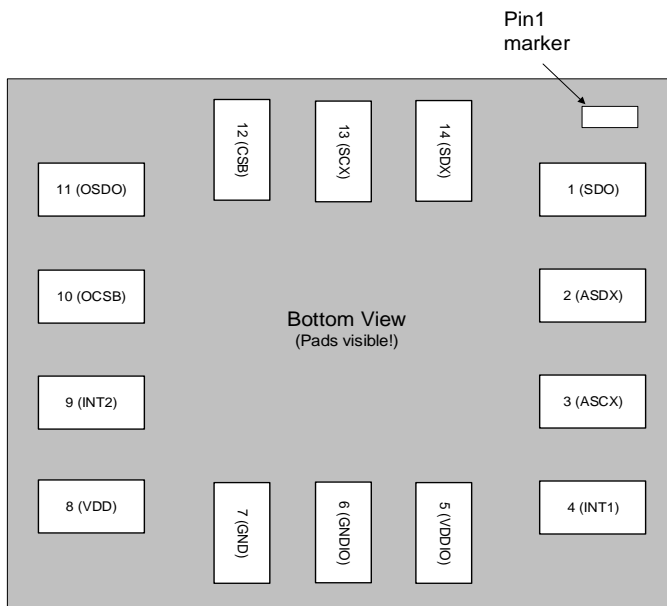 Pin1
marker
12 (CSB)
13 (SCX)
14 (SDX)
11 (OSDO)
1 (SDO)
10 (OCSB)
2 (ASDX)
Bottom View
(Pads visible!)
9 (INT2)
3 (ASCX)
8 (VDD)
7 (GND)
6 (GNDIO)
5 (VDDIO)
4 (INT1)